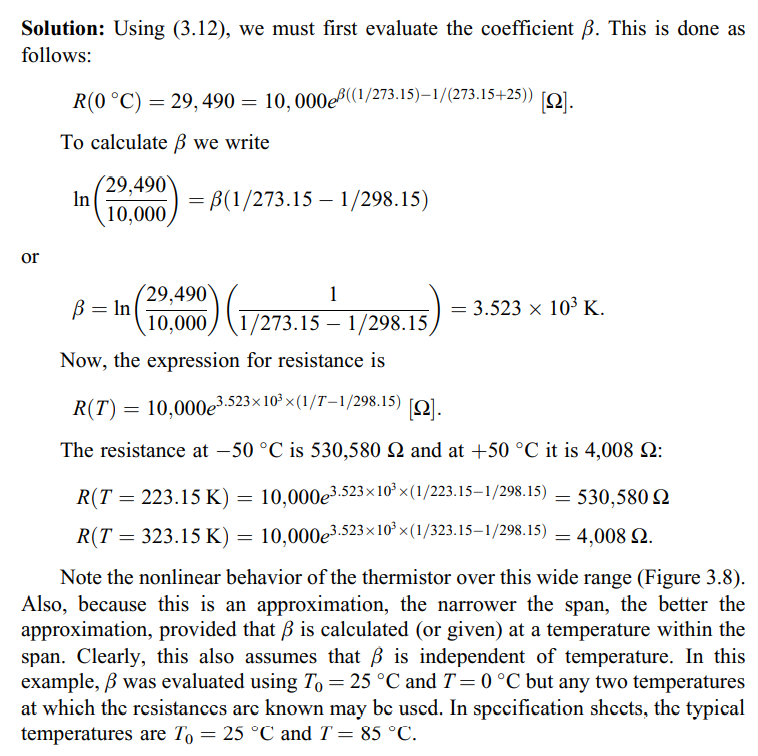 Solution: Using (3.12), we must first evaluate the coefficient β. This is done as
follows:
R(0 °C) = 29, 490 = 10, 000e^β((1/273.15)−1/(273.15+25)) [Ω].
To calculate β we write
ln(29,490/10,000) = β(1/273.15 − 1/298.15)
or
β = ln(29,490/10,000)(1/(1/273.15 − 1/298.15)) = 3.523 × 10³ K.
Now, the expression for resistance is
R(T) = 10,000e^3.523×10³×(1/T−1/298.15) [Ω].
The resistance at −50 °C is 530,580 Ω and at +50 °C it is 4,008 Ω:
R(T = 223.15 K) = 10,000e^3.523×10³×(1/223.15−1/298.15) = 530,580 Ω
R(T = 323.15 K) = 10,000e^3.523×10³×(1/323.15−1/298.15) = 4,008 Ω.
Note the nonlinear behavior of the thermistor over this wide range (Figure 3.8).
Also, because this is an approximation, the narrower the span, the better the
approximation, provided that β is calculated (or given) at a temperature within the
span. Clearly, this also assumes that β is independent of temperature. In this
example, β was evaluated using T₀ = 25 °C and T = 0 °C but any two temperatures
at which the resistances are known may be used. In specification sheets, the typical
temperatures are T₀ = 25 °C and T = 85 °C.